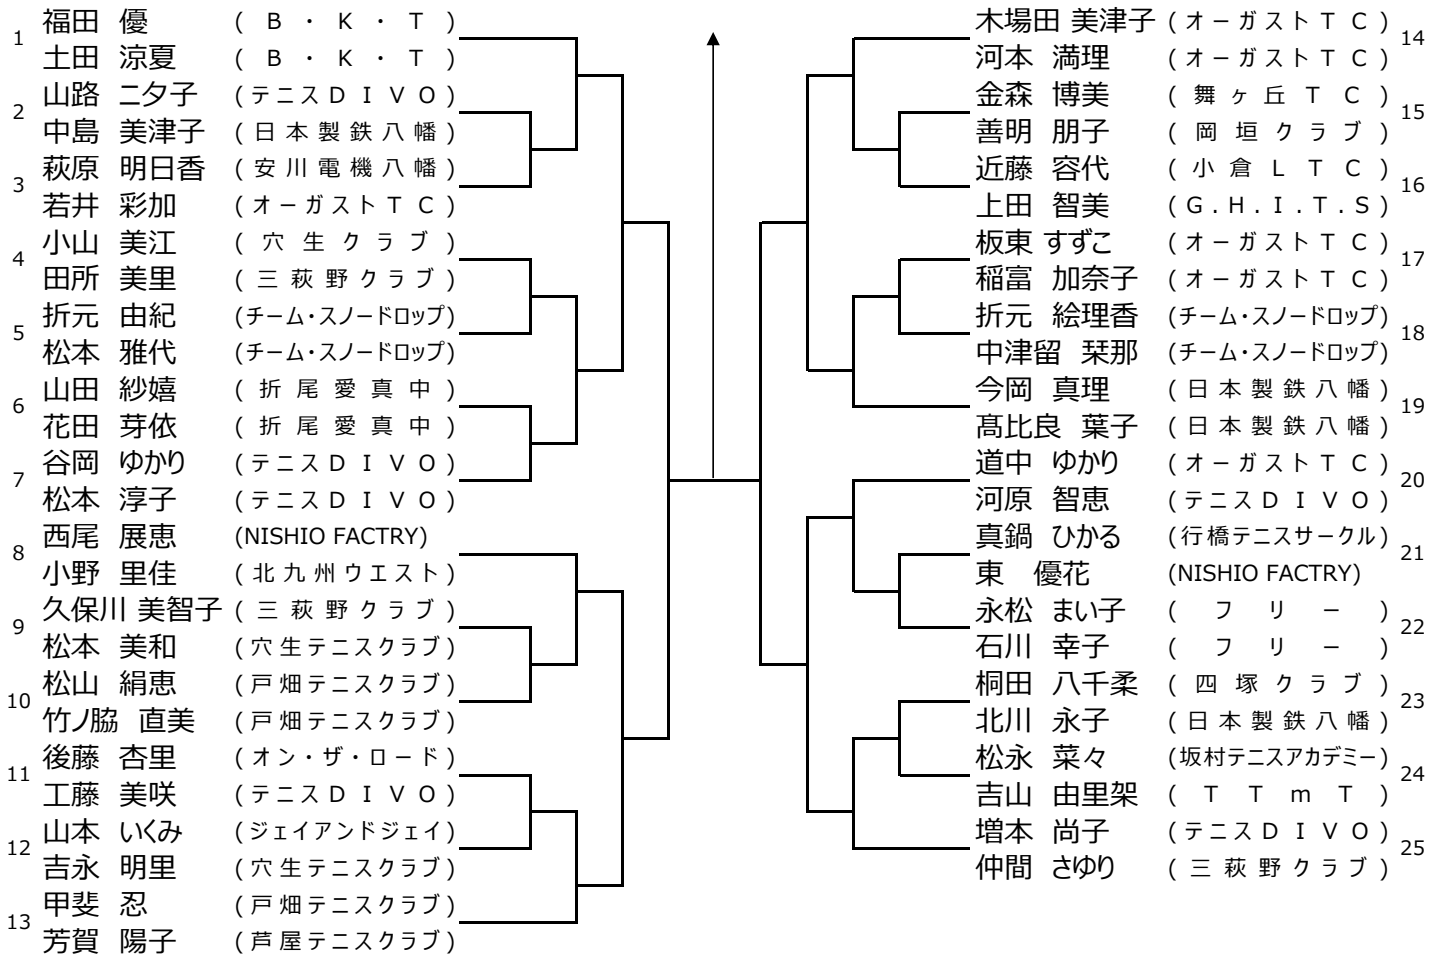 1 福田 優 (B・K・T)
土田 涼夏 (B・K・T)
2 山路 ニタ子 (テニスDIVO)
中島 美津子 (日本製鉄八幡)
3 萩原 明日香 (安川電機八幡)
若井 彩加 (オーガストTC)
4 小山 美江 (穴生クラブ)
田所 美里 (三萩野クラブ)
5 折元 由紀 (チーム・スノードロップ)
松本 雅代 (チーム・スノードロップ)
6 山田 紗嬉 (折尾愛真中)
花田 芽依 (折尾愛真中)
7 谷岡 ゆかり (テニスDIVO)
松本 淳子 (テニスDIVO)
8 西尾 展恵 (NISHIO FACTRY)
小野 里佳 (北九州ウエスト)
9 久保川 美智子 (三萩野クラブ)
松本 美和 (穴生テニスクラブ)
10 松山 絹恵 (戸畑テニスクラブ)
竹ノ脇 直美 (戸畑テニスクラブ)
11 後藤 杏里 (オン・ザ・ロード)
工藤 美咲 (テニスDIVO)
12 山本 いくみ (ジェイアンドジェイ)
吉永 明里 (穴生テニスクラブ)
13 甲斐 忍 (戸畑テニスクラブ)
芳賀 陽子 (芦屋テニスクラブ)
木場田 美津子 (オーガストTC) 14
河本 満理 (オーガストTC)
金森 博美 (舞ヶ丘TC) 15
善明 朋子 (岡垣クラブ)
近藤 容代 (小倉LTC) 16
上田 智美 (G.H.I.T.S)
板東 すずこ (オーガストTC) 17
稲富 加奈子 (オーガストTC)
折元 絵理香 (チーム・スノードロップ) 18
中津留 栞那 (チーム・スノードロップ)
今岡 真理 (日本製鉄八幡) 19
髙比良 葉子 (日本製鉄八幡)
道中 ゆかり (オーガストTC) 20
河原 智恵 (テニスDIVO)
真鍋 ひかる (行橋テニスサークル) 21
東 優花 (NISHIO FACTRY)
永松 まい子 (フリー) 22
石川 幸子 (フリー)
桐田 八千柔 (四塚クラブ) 23
北川 永子 (日本製鉄八幡)
松永 菜々 (坂村テニスアカデミー) 24
吉山 由里架 (TTmT)
増本 尚子 (テニスDIVO) 25
仲間 さゆり (三萩野クラブ)